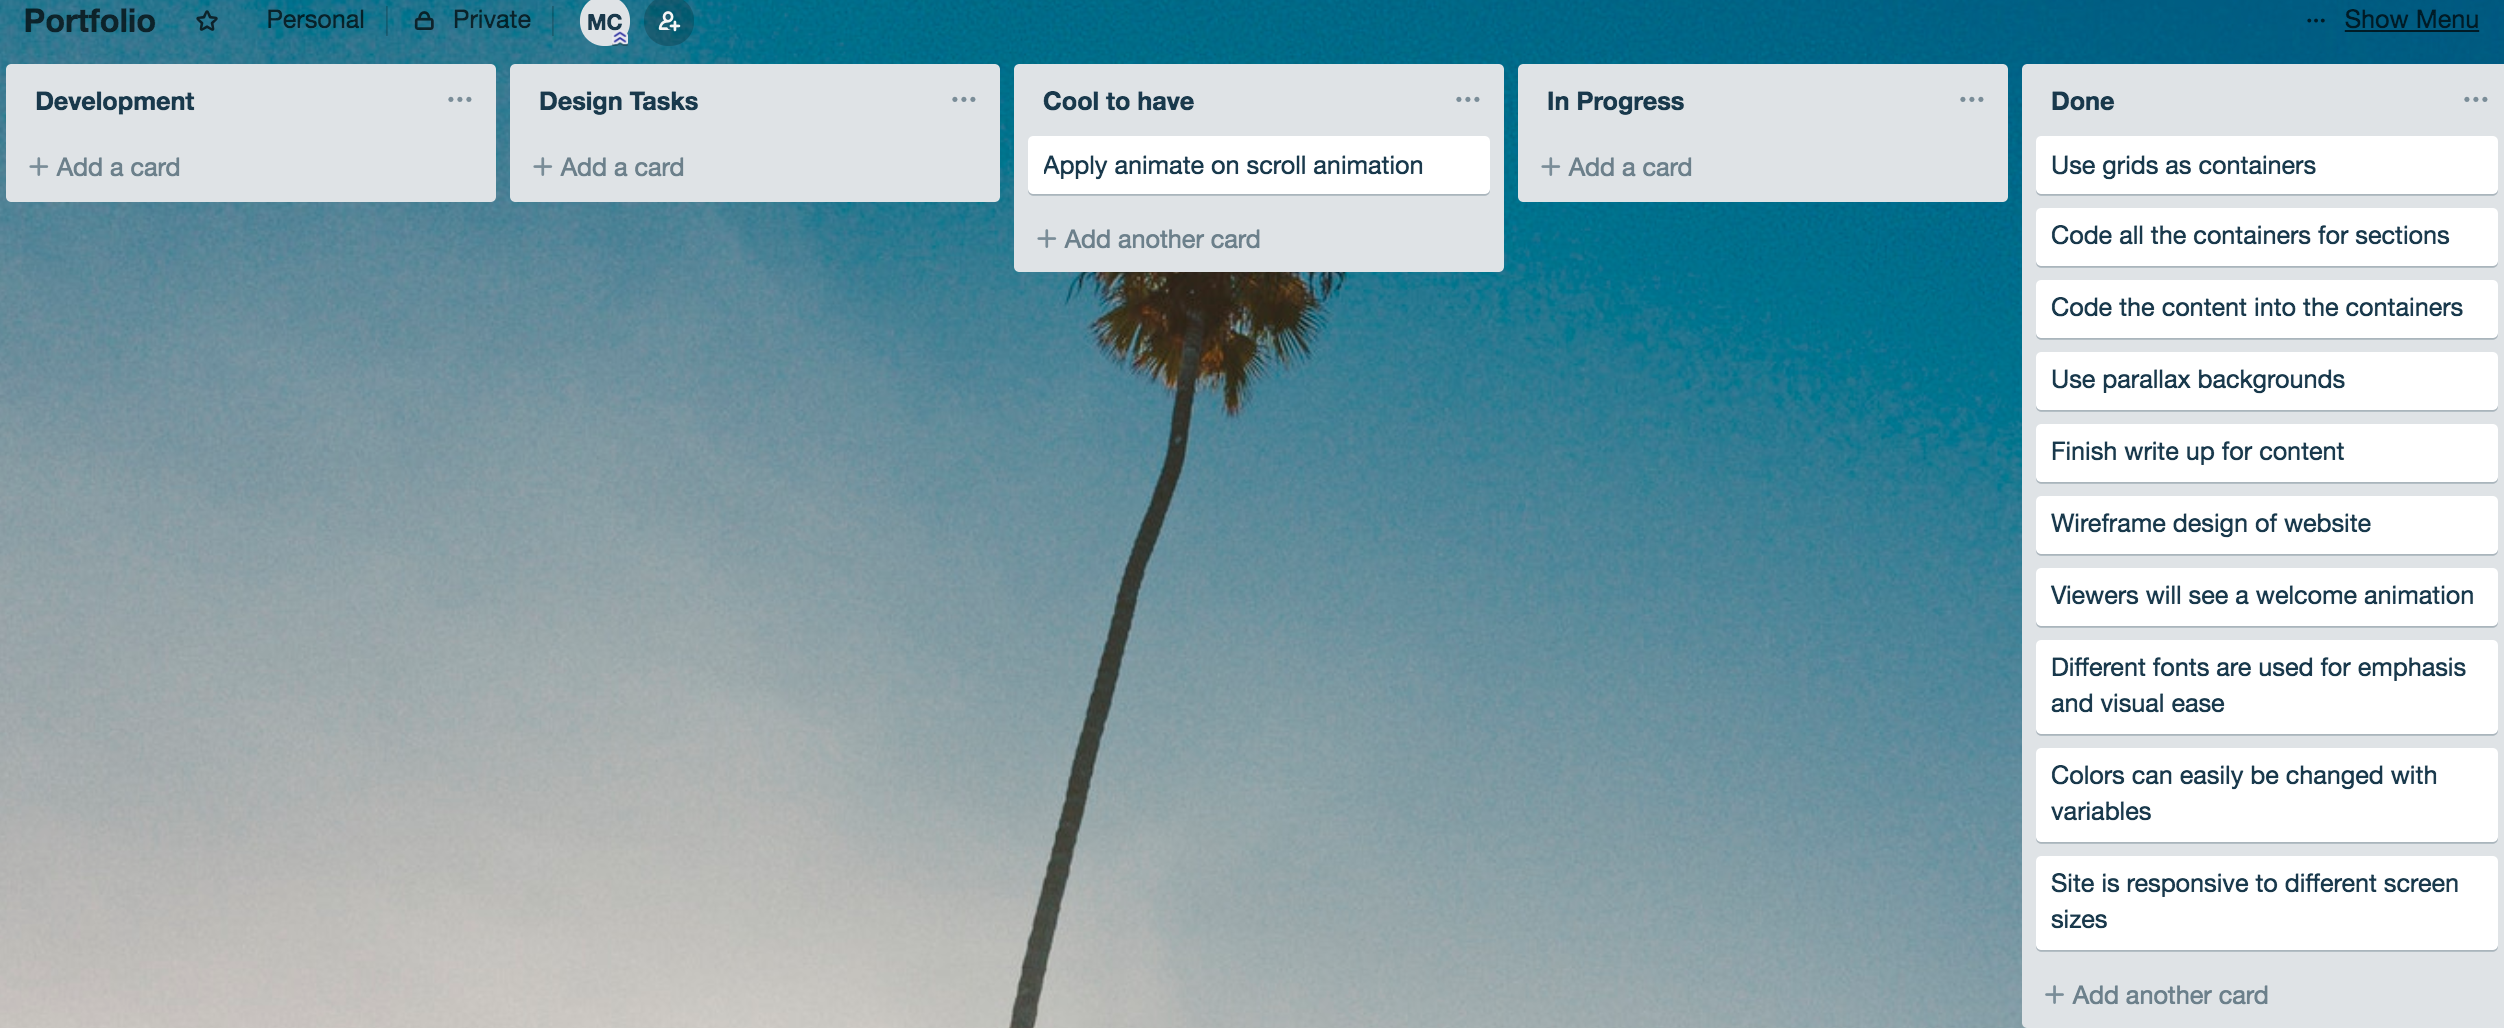 Portfolio
Personal
Private
MC
Show Menu
Development
+ Add a card
Design Tasks
+ Add a card
Cool to have
Apply animate on scroll animation
+ Add another card
In Progress
+ Add a card
Done
Use grids as containers
Code all the containers for sections
Code the content into the containers
Use parallax backgrounds
Finish write up for content
Wireframe design of website
Viewers will see a welcome animation
Different fonts are used for emphasis
and visual ease
Colors can easily be changed with
variables
Site is responsive to different screen
sizes
+ Add another card